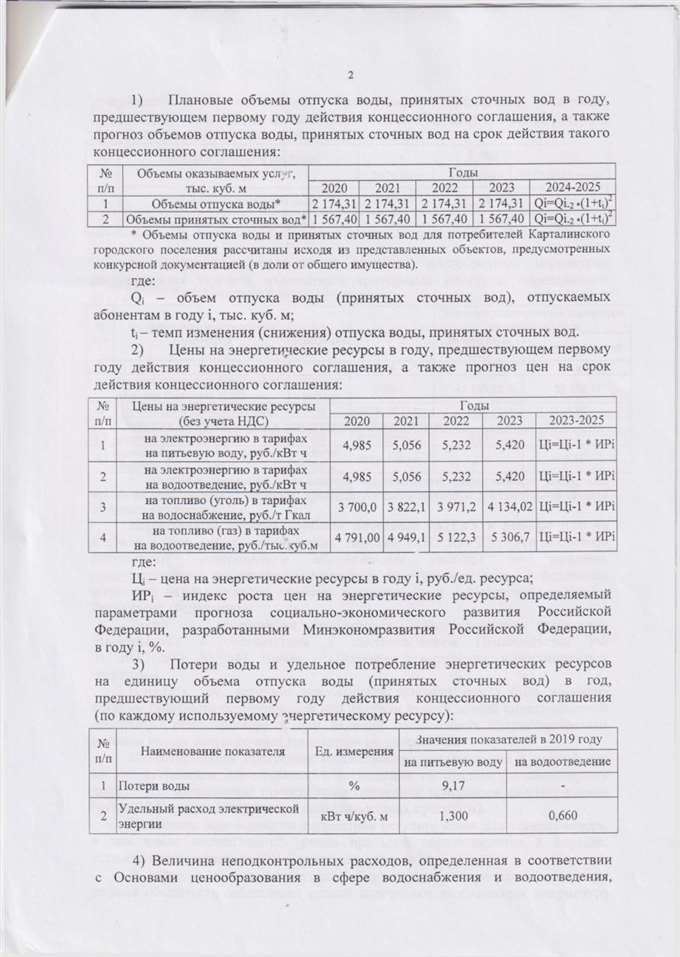 2
1) Плановые объемы отпуска воды, принятых сточных вод в году,
предшествующем первому году действия концессионного соглашения, а также
прогноз объемов отпуска воды, принятых сточных вод на срок действия такого
концессионного соглашения:
№ п/п Объемы оказываемых услуг, тыс. куб. м Годы
2020 2021 2022 2023 2024-2025
1 Объемы отпуска воды* 2 174,31 2 174,31 2 174,31 2 174,31 Qi=Qi-2 *(1+ti)2
2 Объемы принятых сточных вод* 1 567,40 1 567,40 1 567,40 1 567,40 Qi=Qi-2 *(1+ti)2
* Объемы отпуска воды и принятых сточных вод для потребителей Карталинского
городского поселения рассчитаны исходя из представленных объектов, предусмотренных
конкурсной документацией (в доли от общего имущества).
где:
Qi – объем отпуска воды (принятых сточных вод), отпускаемых
абонентам в году i, тыс. куб. м;
ti – темп изменения (снижения) отпуска воды, принятых сточных вод.
2) Цены на энергетические ресурсы в году, предшествующем первому
году действия концессионного соглашения, а также прогноз цен на срок
действия концессионного соглашения:
№ п/п Цены на энергетические ресурсы (без учета НДС) Годы
2020 2021 2022 2023 2023-2025
1 на электроэнергию в тарифах на питьевую воду, руб./кВт ч 4,985 5,056 5,232 5,420 Цi=Цi-1 * ИРi
2 на электроэнергию в тарифах на водоотведение, руб./кВт ч 4,985 5,056 5,232 5,420 Цi=Цi-1 * ИРi
3 на топливо (уголь) в тарифах на водоснабжение, руб./т Гкал 3 700,0 3 822,1 3 971,2 4 134,02 Цi=Цi-1 * ИРi
4 на топливо (газ) в тарифах на водоотведение, руб./тыс.куб.м 4 791,00 4 949,1 5 122,3 5 306,7 Цi=Цi-1 * ИРi
где:
Цi – цена на энергетические ресурсы в году i, руб./ед. ресурса;
ИРi – индекс роста цен на энергетические ресурсы, определяемый
параметрами прогноза социально-экономического развития Российской
Федерации, разработанными Минэкономразвития Российской Федерации,
в году i, %.
3) Потери воды и удельное потребление энергетических ресурсов
на единицу объема отпуска воды (принятых сточных вод) в год,
предшествующий первому году действия концессионного соглашения
(по каждому используемому энергетическому ресурсу):
№ п/п Наименование показателя Ед. измерения Значения показателей в 2019 году
на питьевую воду на водоотведение
1 Потери воды % 9,17 -
2 Удельный расход электрической энергии кВт ч/куб. м 1,300 0,660
4) Величина неподконтрольных расходов, определенная в соответствии
с Основами ценообразования в сфере водоснабжения и водоотведения,